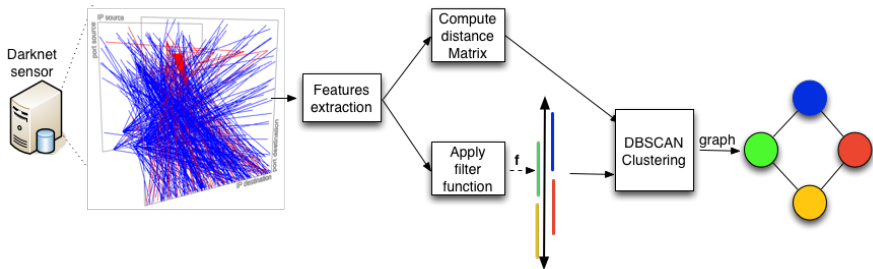 Darknet
sensor
IP source
port source
port destination
IP destination
Features
extraction
Compute
distance
Matrix
Apply
filter
function
f
DBSCAN
Clustering
graph